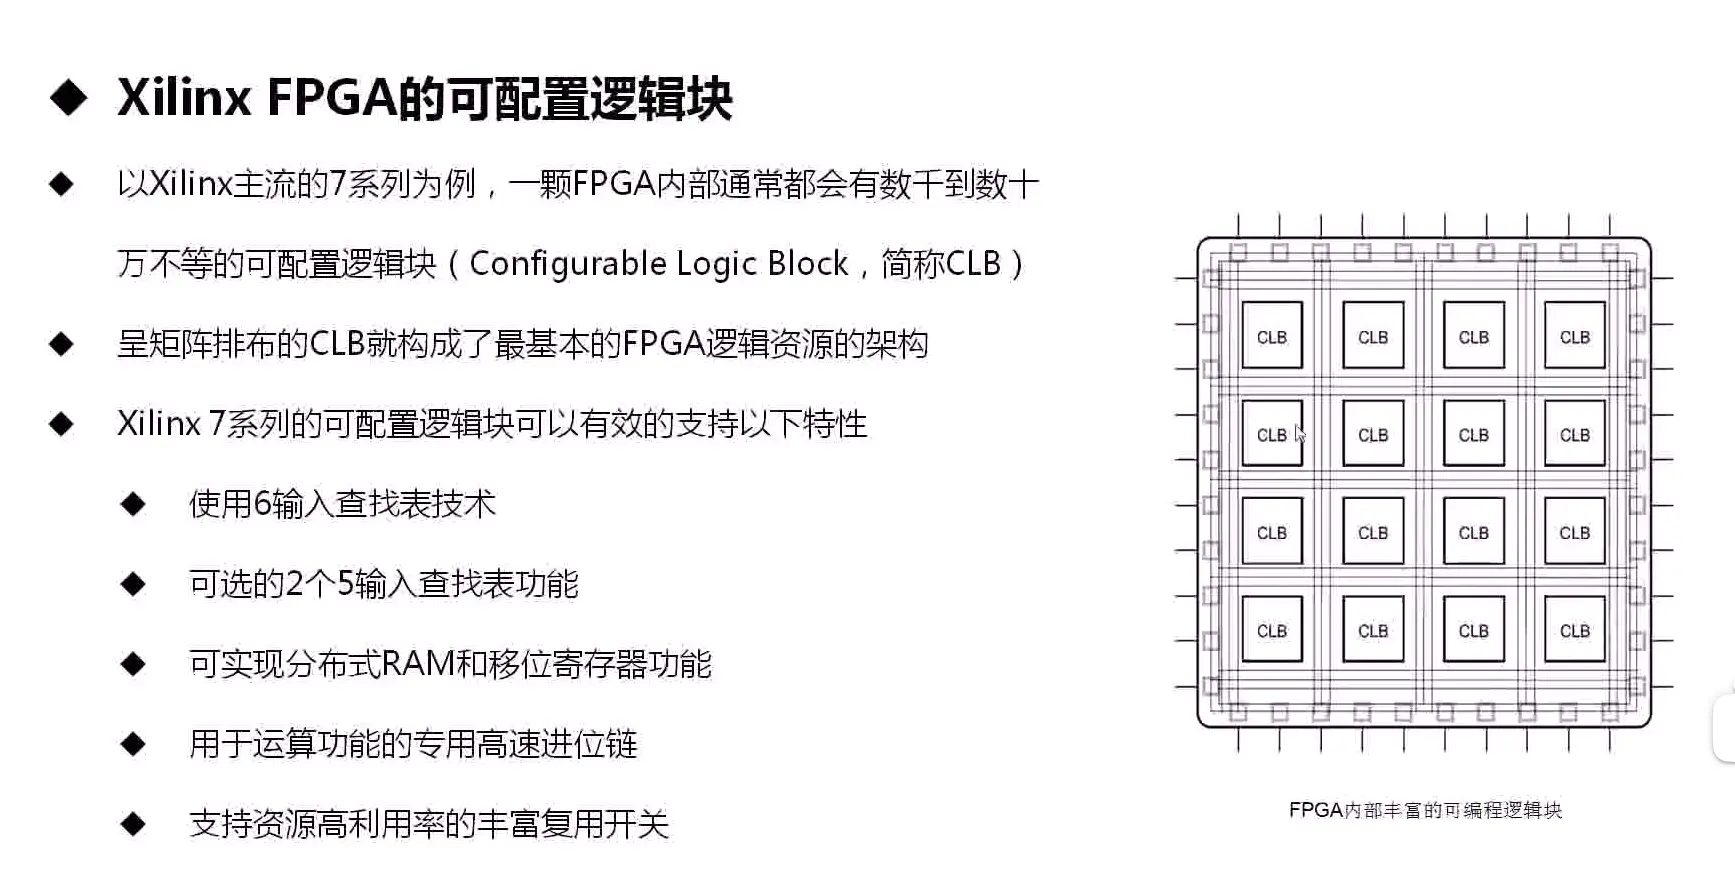 ◆ Xilinx FPGA的可配置逻辑块
◆ 以Xilinx主流的7系列为例，一颗FPGA内部通常都会有数千到数十
万不等的可配置逻辑块（Configurable Logic Block，简称CLB）
◆ 呈矩阵排布的CLB就构成了最基本的FPGA逻辑资源的架构
◆ Xilinx 7系列的可配置逻辑块可以有效的支持以下特性
◆ 使用6输入查找表技术
◆ 可选的2个5输入查找表功能
◆ 可实现分布式RAM和移位寄存器功能
◆ 用于运算功能的专用高速进位链
◆ 支持资源高利用率的丰富复用开关
CLB CLB CLB CLB
CLB CLB CLB CLB
CLB CLB CLB CLB
CLB CLB CLB CLB
FPGA内部丰富的可编程逻辑块